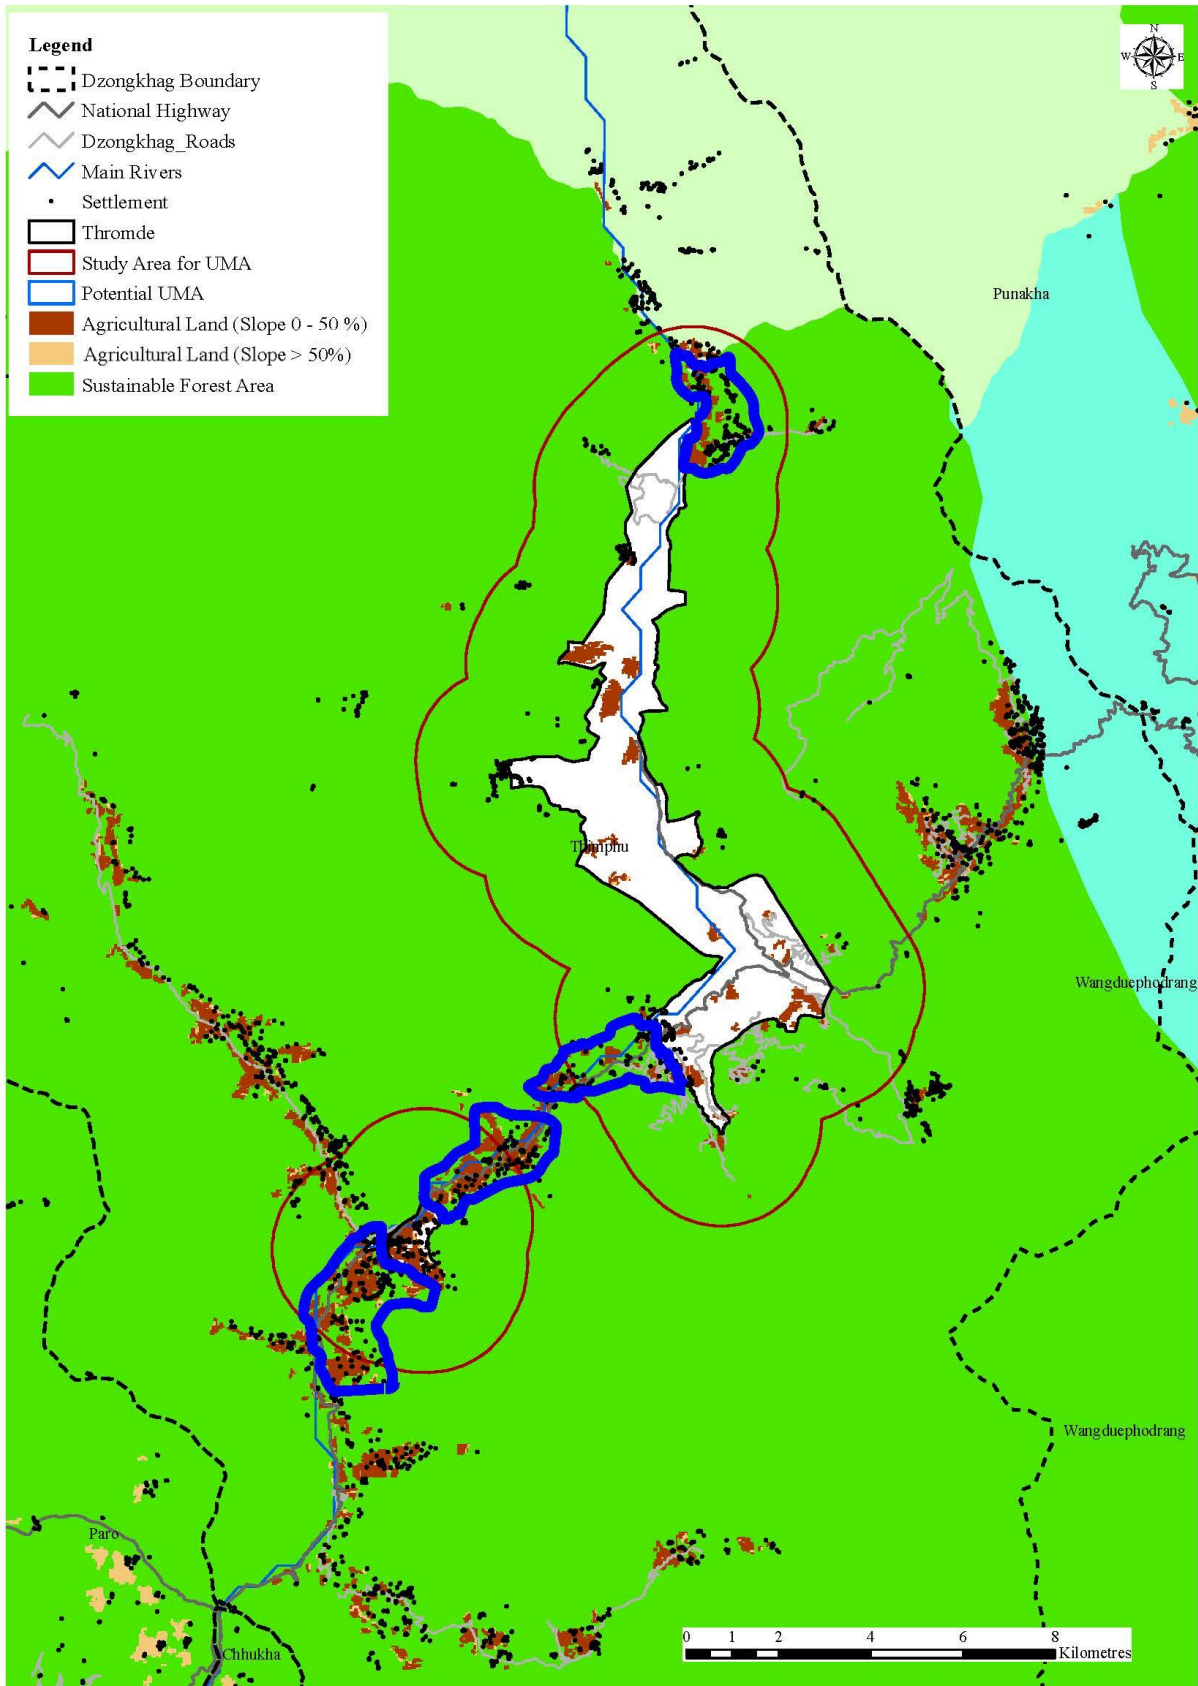 Legend
Dzongkhag Boundary
National Highway
Dzongkhag_Roads
Main Rivers
Settlement
Thromde
Study Area for UMA
Potential UMA
Agricultural Land (Slope 0 - 50 %)
Agricultural Land (Slope > 50%)
Sustainable Forest Area
N
W E
S
Punakha
Thimphu
Wangduephodrang
Wangduephodrang
Paro
Chhukha
0 1 2 4 6 8
Kilometres